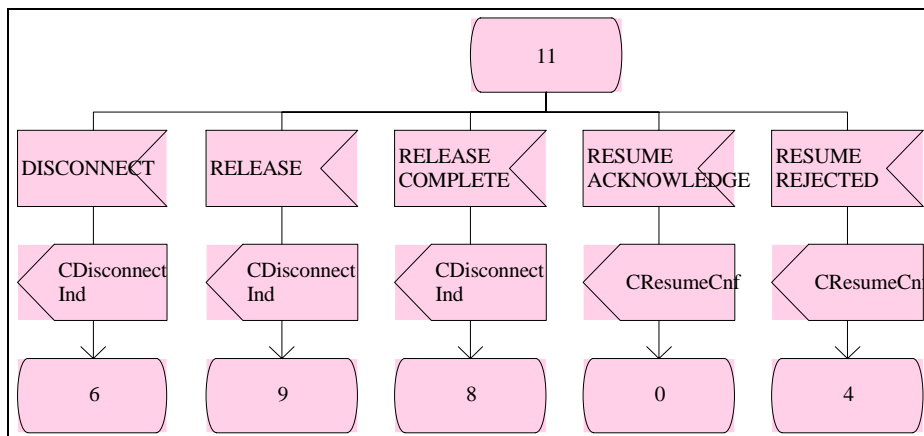 11
DISCONNECT
RELEASE
RELEASE
COMPLETE
RESUME
ACKNOWLEDGE
RESUME
REJECTED
CDisconnect
Ind
CDisconnect
Ind
CDisconnect
Ind
CResumeCnf
CResumeCnf
6
9
8
0
4